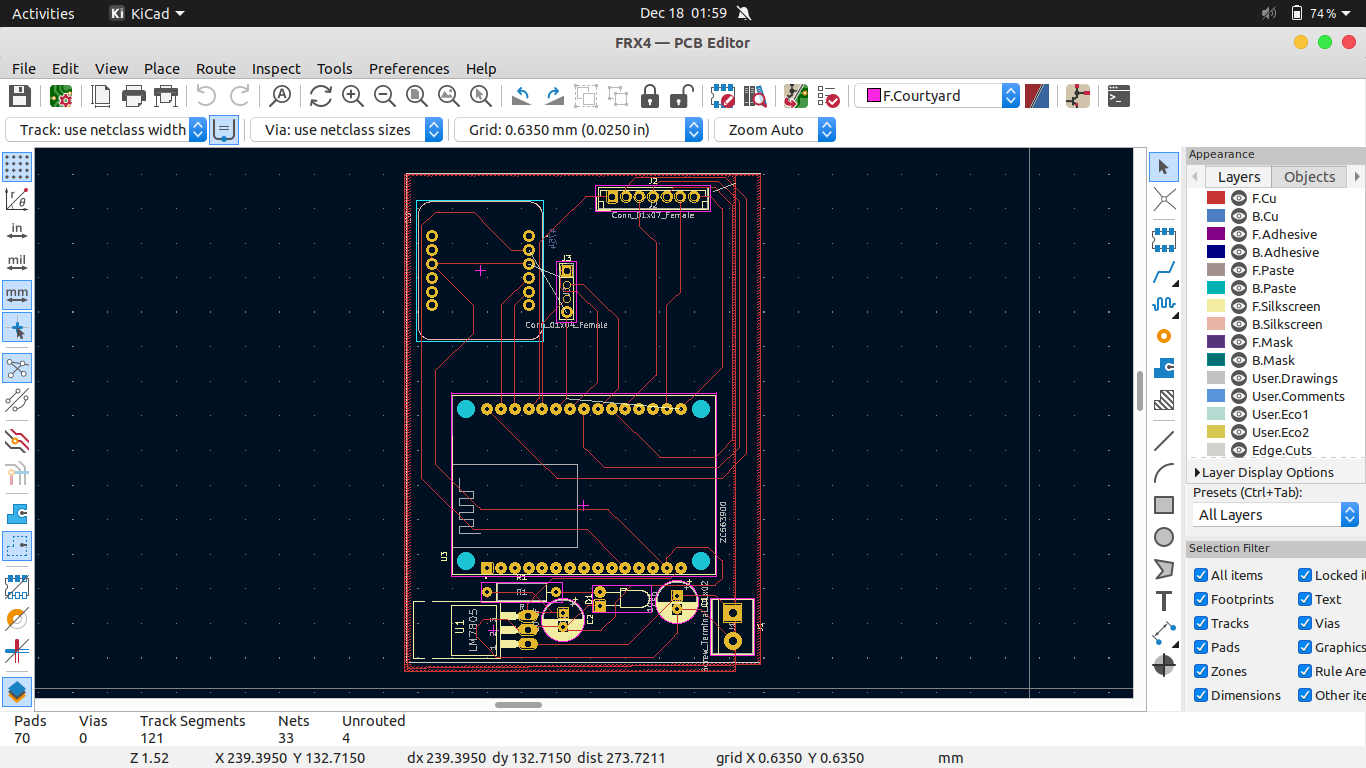 Activities KiCad Dec 18 01:59 74 %
FRX4 — PCB Editor
File Edit View Place Route Inspect Tools Preferences Help
F.Courtyard
Track: use netclass width Via: use netclass sizes Grid: 0.6350 mm (0.0250 in) Zoom Auto
in
mil
mm
J2
J2
Conn_01x07_Female
J3
Conn_01x04_Female
ZC663900
U3
R1
R1
D1
C2
U1
LM7805
J1
Appearance
Layers Objects
F.Cu
B.Cu
F.Adhesive
B.Adhesive
F.Paste
B.Paste
F.Silkscreen
B.Silkscreen
F.Mask
B.Mask
User.Drawings
User.Comments
User.Eco1
User.Eco2
Edge.Cuts
Layer Display Options
Presets (Ctrl+Tab):
All Layers
Selection Filter
All items Locked it
Footprints Text
Tracks Vias
Pads Graphics
Zones Rule Are
Dimensions Other ite
Pads Vias Track Segments Nets Unrouted
70 0 121 33 4
Z 1.52 X 239.3950 Y 132.7150 dx 239.3950 dy 132.7150 dist 273.7211 grid X 0.6350 Y 0.6350 mm